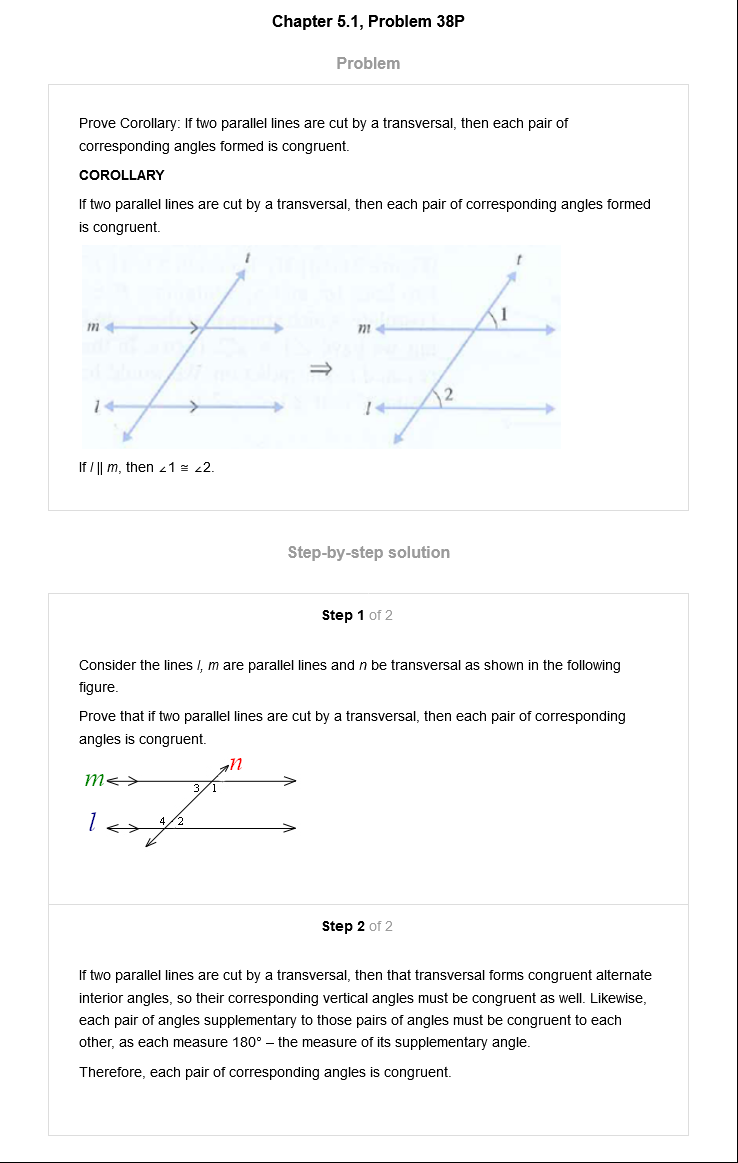 Chapter 5.1, Problem 38P
Problem
Prove Corollary: If two parallel lines are cut by a transversal, then each pair of
corresponding angles formed is congruent.
COROLLARY
If two parallel lines are cut by a transversal, then each pair of corresponding angles formed
is congruent.
t
t
m
m
1
⇒
l
l
2
If l || m, then ∠1 ≅ ∠2.
Step-by-step solution
Step 1 of 2
Consider the lines l, m are parallel lines and n be transversal as shown in the following
figure.
Prove that if two parallel lines are cut by a transversal, then each pair of corresponding
angles is congruent.
n
m
3 1
l
4 2
Step 2 of 2
If two parallel lines are cut by a transversal, then that transversal forms congruent alternate
interior angles, so their corresponding vertical angles must be congruent as well. Likewise,
each pair of angles supplementary to those pairs of angles must be congruent to each
other, as each measure 180° – the measure of its supplementary angle.
Therefore, each pair of corresponding angles is congruent.